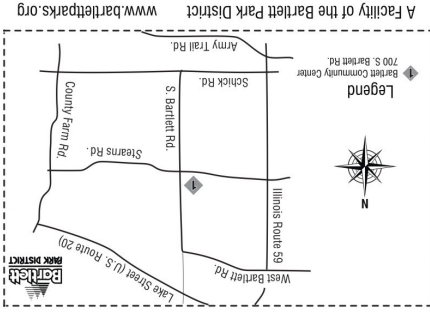 Bartlett
PARK DISTRICT
Lake Street (U.S. Route 20)
West Bartlett Rd.
Illinois Route 59
N
1
County Farm Rd.
Stearns Rd.
S. Bartlett Rd.
Schick Rd.
Army Trail Rd.
Legend
1 Bartlett Community Center
700 S. Bartlett Rd.
A Facility of the Bartlett Park District www.bartlettparks.org